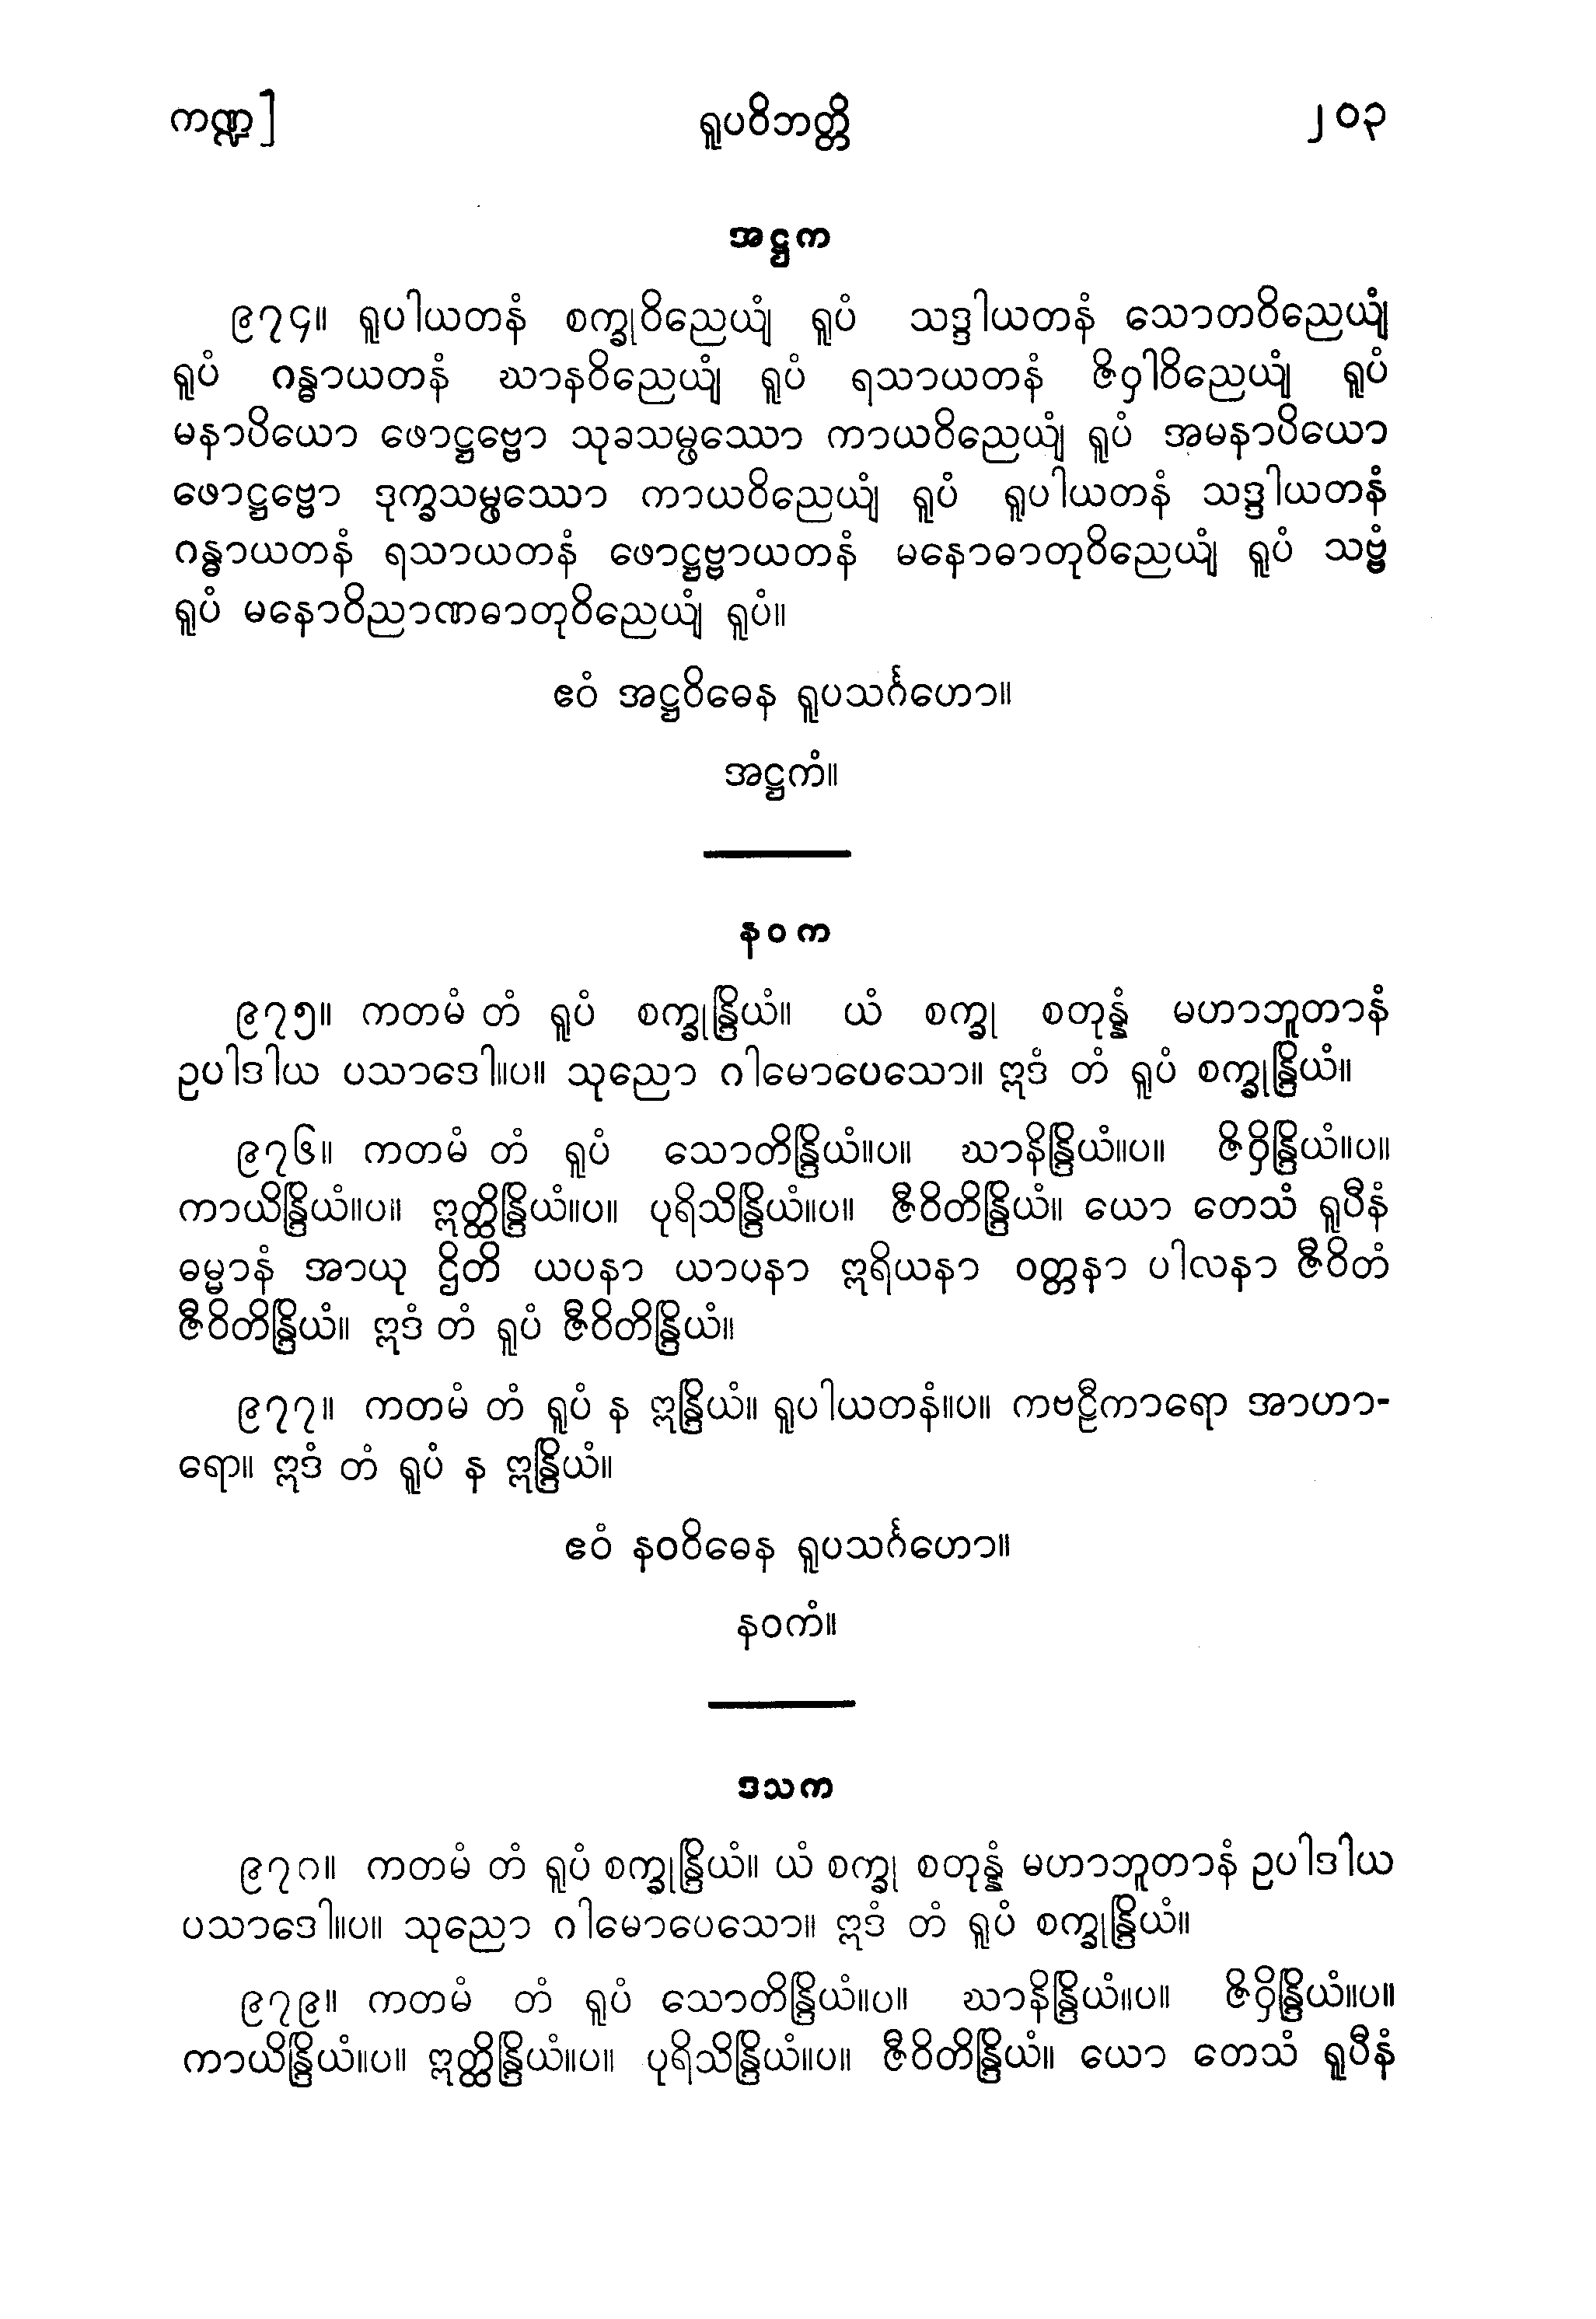 ကဏ္ဍ]
ရူပဝိဘတ္တိ
၂၀၃
အဋ္ဌက
၉၇၄။ ရူပါယတနံ စက္ခုဝိညေယျံ ရူပံ သဒ္ဒါယတနံ သောတဝိညေယျံ
ရူပံ ဂန္ဓာယတနံ ဃာနဝိညေယျံ ရူပံ ရသာယတနံ ဇိဝှါဝိညေယျံ ရူပံ
မနာပိယော ဖောဋ္ဌဗ္ဗော သုခသမ္ဖဿော ကာယဝိညေယျံ ရူပံ အမနာပိယော
ဖောဋ္ဌဗ္ဗော ဒုက္ခသမ္ဖဿော ကာယဝိညေယျံ ရူပံ ရူပါယတနံ သဒ္ဒါယတနံ
ဂန္ဓာယတနံ ရသာယတနံ ဖောဋ္ဌဗ္ဗာယတနံ မနောဓာတုဝိညေယျံ ရူပံ သဗ္ဗံ
ရူပံ မနောဝိညာဏဓာတုဝိညေယျံ ရူပံ။
ဧဝံ အဋ္ဌဝိဓေန ရူပသင်္ဂဟော။
အဋ္ဌကံ။
နဝက
၉၇၅။ ကတမံ တံ ရူပံ စက္ခုန္ဒြိယံ။ ယံ စက္ခု စတုန္နံ မဟာဘူတာနံ
ဥပါဒါယ ပသာဒေါ။ပ။ သုညော ဂါမောပေသော။ ဣဒံ တံ ရူပံ စက္ခုန္ဒြိယံ။
၉၇၆။ ကတမံ တံ ရူပံ သောတိန္ဒြိယံ။ပ။ ဃာနိန္ဒြိယံ။ပ။ ဇိဝှိန္ဒြိယံ။ပ။
ကာယိန္ဒြိယံ။ပ။ ဣတ္ထိန္ဒြိယံ။ပ။ ပုရိသိန္ဒြိယံ။ပ။ ဇီဝိတိန္ဒြိယံ။ ယော တေသံ ရူပီနံ
ဓမ္မာနံ အာယု ဌိတိ ယပနာ ယာပနာ ဣရိယနာ ဝတ္တနာ ပါလနာ ဇီဝိတံ
ဇီဝိတိန္ဒြိယံ။ ဣဒံ တံ ရူပံ ဇီဝိတိန္ဒြိယံ။
၉၇၇။ ကတမံ တံ ရူပံ န ဣန္ဒြိယံ။ ရူပါယတနံ။ပ။ ကဗဠီကာရော အာဟာ-
ရော။ ဣဒံ တံ ရူပံ န ဣန္ဒြိယံ။
ဧဝံ နဝဝိဓေန ရူပသင်္ဂဟော။
နဝကံ။
ဒသက
၉၇၈။ ကတမံ တံ ရူပံ စက္ခုန္ဒြိယံ။ ယံ စက္ခု စတုန္နံ မဟာဘူတာနံ ဥပါဒါယ
ပသာဒေါ။ပ။ သုညော ဂါမောပေသော။ ဣဒံ တံ ရူပံ စက္ခုန္ဒြိယံ။
၉၇၉။ ကတမံ တံ ရူပံ သောတိန္ဒြိယံ။ပ။ ဃာနိန္ဒြိယံ။ပ။ ဇိဝှိန္ဒြိယံ။ပ။
ကာယိန္ဒြိယံ။ပ။ ဣတ္ထိန္ဒြိယံ။ပ။ ပုရိသိန္ဒြိယံ။ပ။ ဇီဝိတိန္ဒြိယံ။ ယော တေသံ ရူပီနံ